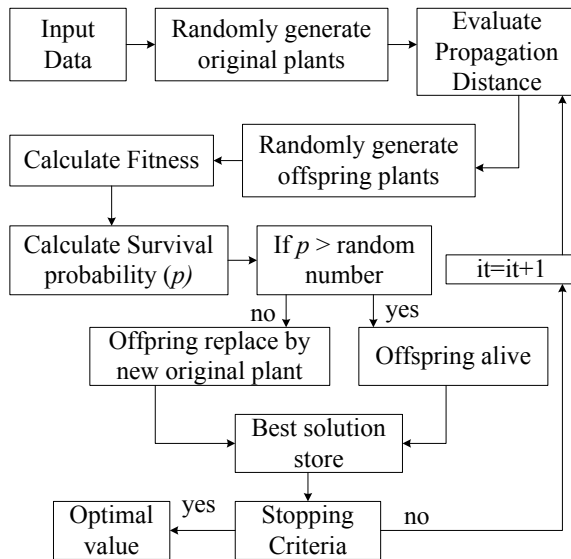 Input
Data
Randomly generate
original plants
Evaluate
Propagation
Distance
Randomly generate
offspring plants
Calculate Fitness
Calculate Survival
probability (p)
If p > random
number
it=it+1
no
yes
Offpring replace by
new original plant
Offspring alive
Best solution
store
Stopping
Criteria
yes
no
Optimal
value